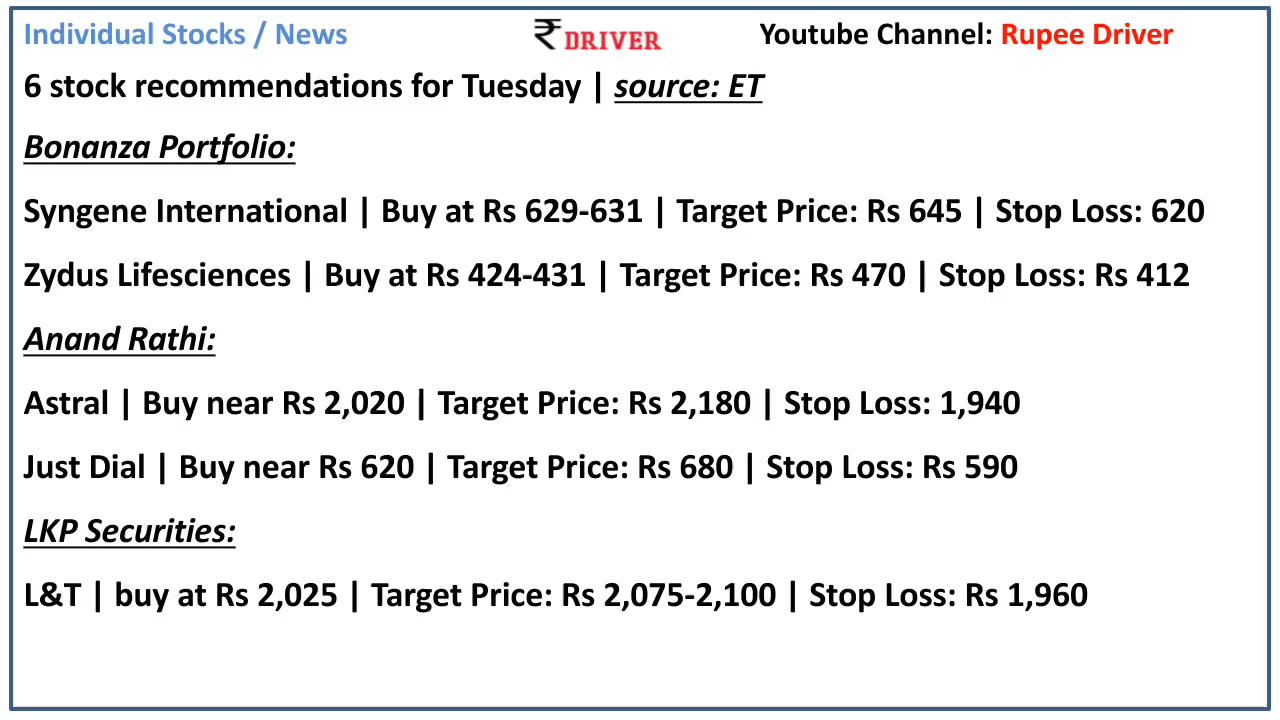 Individual Stocks / News
₹ DRIVER
Youtube Channel: Rupee Driver
6 stock recommendations for Tuesday | source: ET
Bonanza Portfolio:
Syngene International | Buy at Rs 629-631 | Target Price: Rs 645 | Stop Loss: 620
Zydus Lifesciences | Buy at Rs 424-431 | Target Price: Rs 470 | Stop Loss: Rs 412
Anand Rathi:
Astral | Buy near Rs 2,020 | Target Price: Rs 2,180 | Stop Loss: 1,940
Just Dial | Buy near Rs 620 | Target Price: Rs 680 | Stop Loss: Rs 590
LKP Securities:
L&T | buy at Rs 2,025 | Target Price: Rs 2,075-2,100 | Stop Loss: Rs 1,960